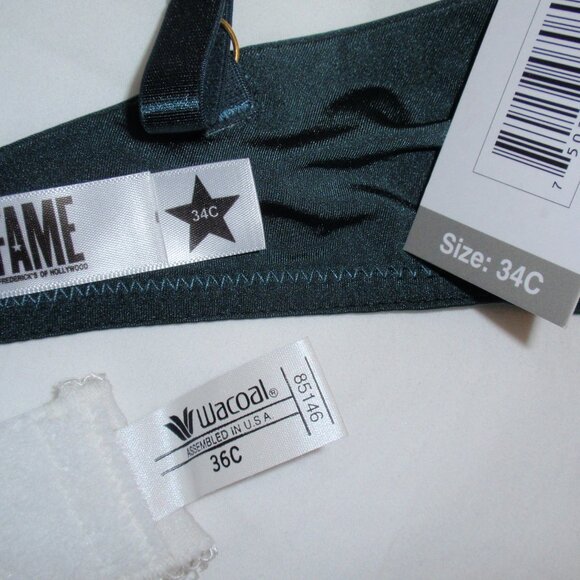 FAME
FREDERICK'S OF HOLLYWOOD
34C
Size: 34C
Wacoal®
ASSEMBLED IN U.S.A.
36C
85146